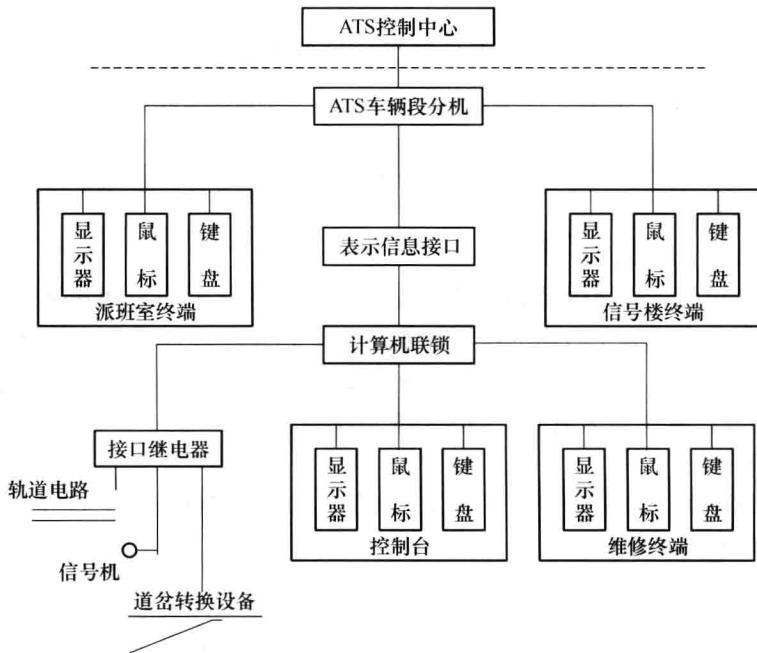 ATS控制中心
ATS车辆段分机
显示器
鼠标
键盘
派班室终端
表示信息接口
显示器
鼠标
键盘
信号楼终端
计算机联锁
接口继电器
轨道电路
信号机
道岔转换设备
显示器
鼠标
键盘
控制台
显示器
鼠标
键盘
维修终端